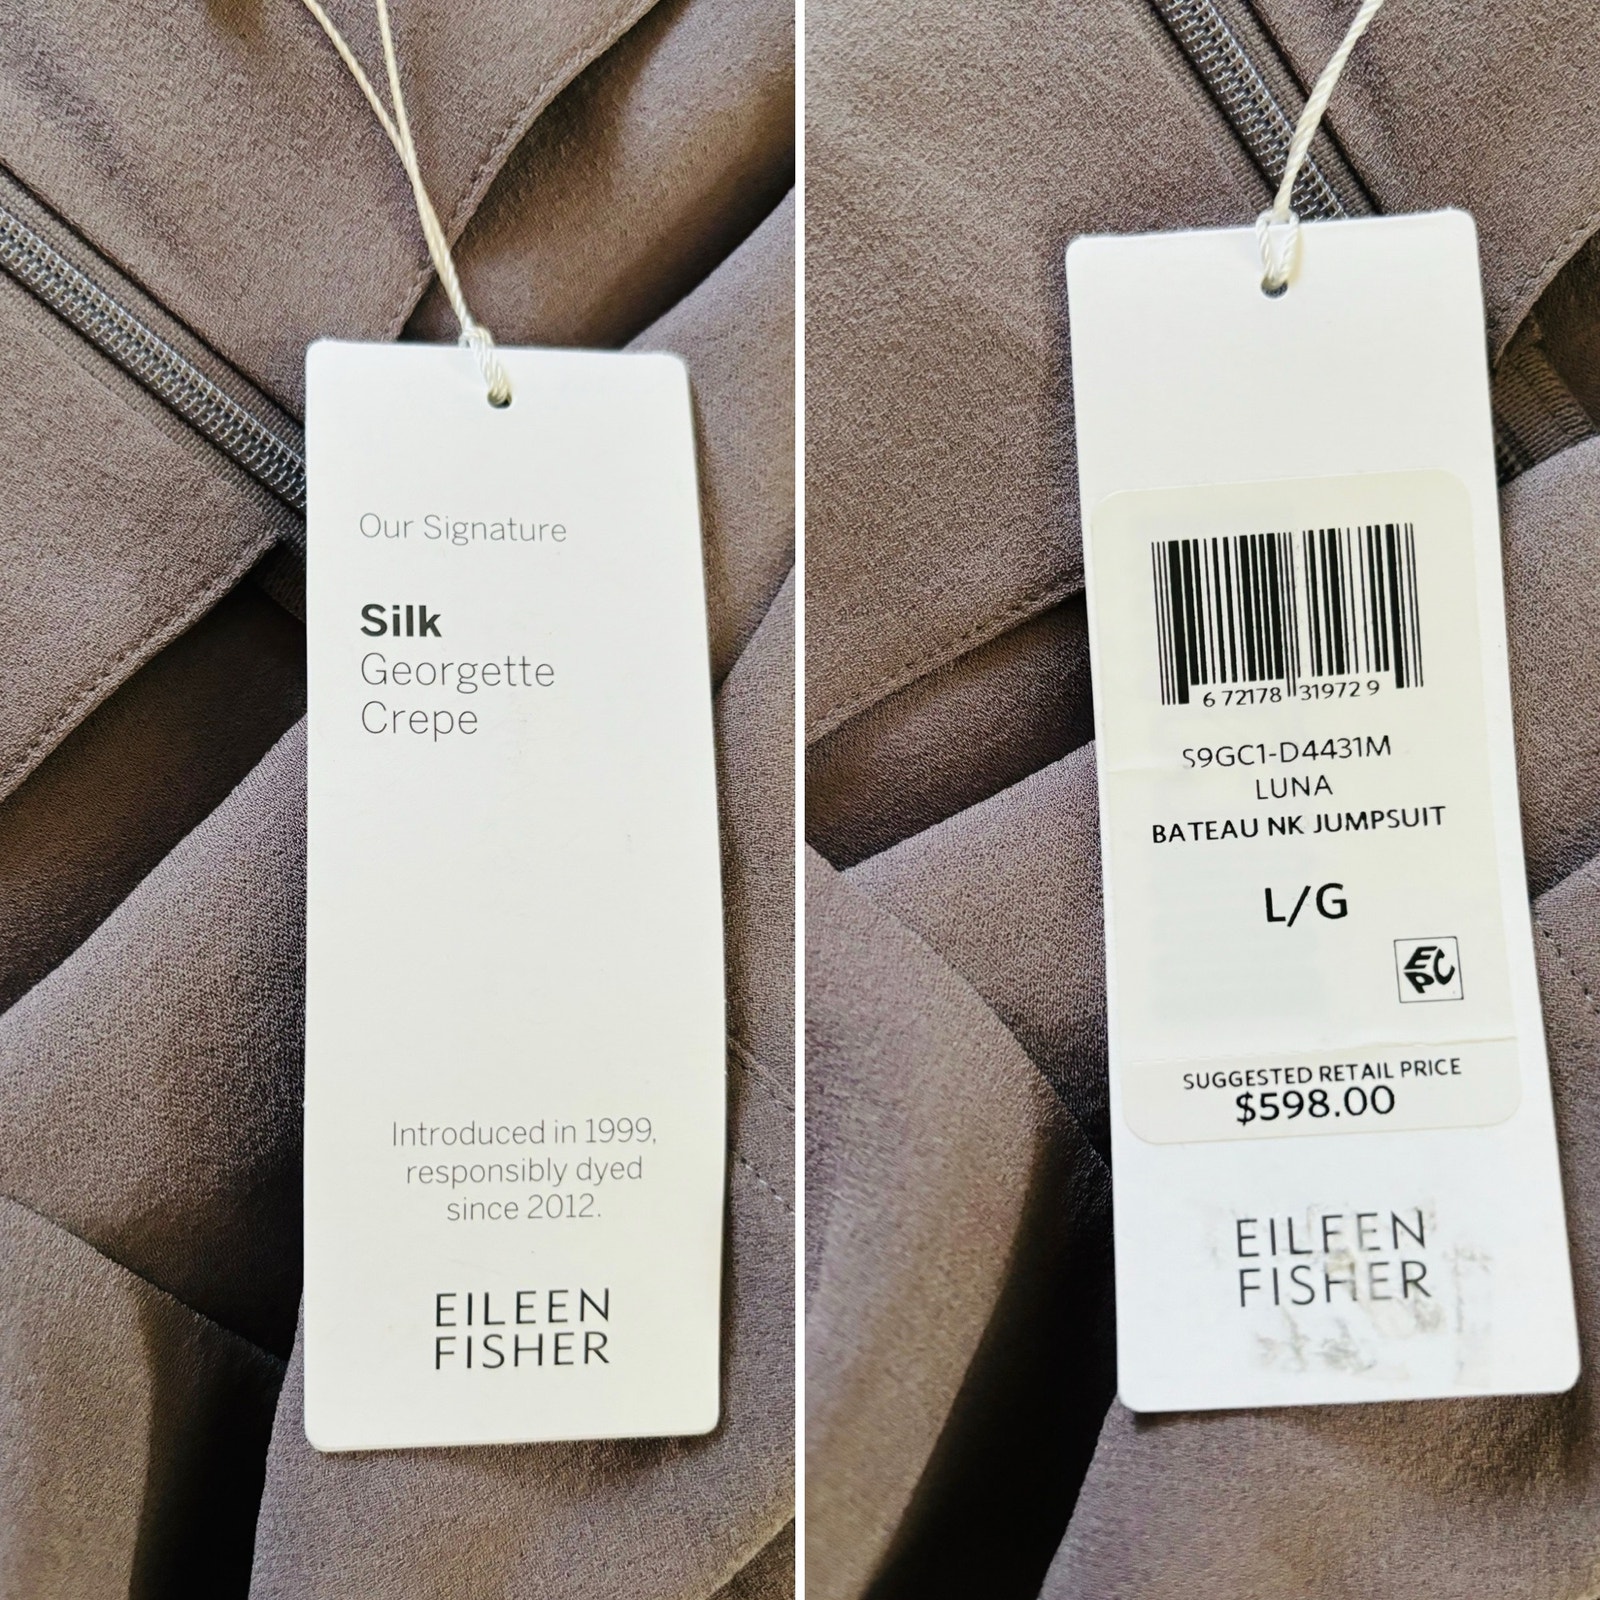 Our Signature
Silk
Georgette
Crepe
Introduced in 1999,
responsibly dyed
since 2012.
EILEEN
FISHER
6 72178 31972 9
S9GC1-D4431M
LUNA
BATEAU NK JUMPSUIT
L/G
EPC
SUGGESTED RETAIL PRICE
$598.00
EILEEN
FISHER